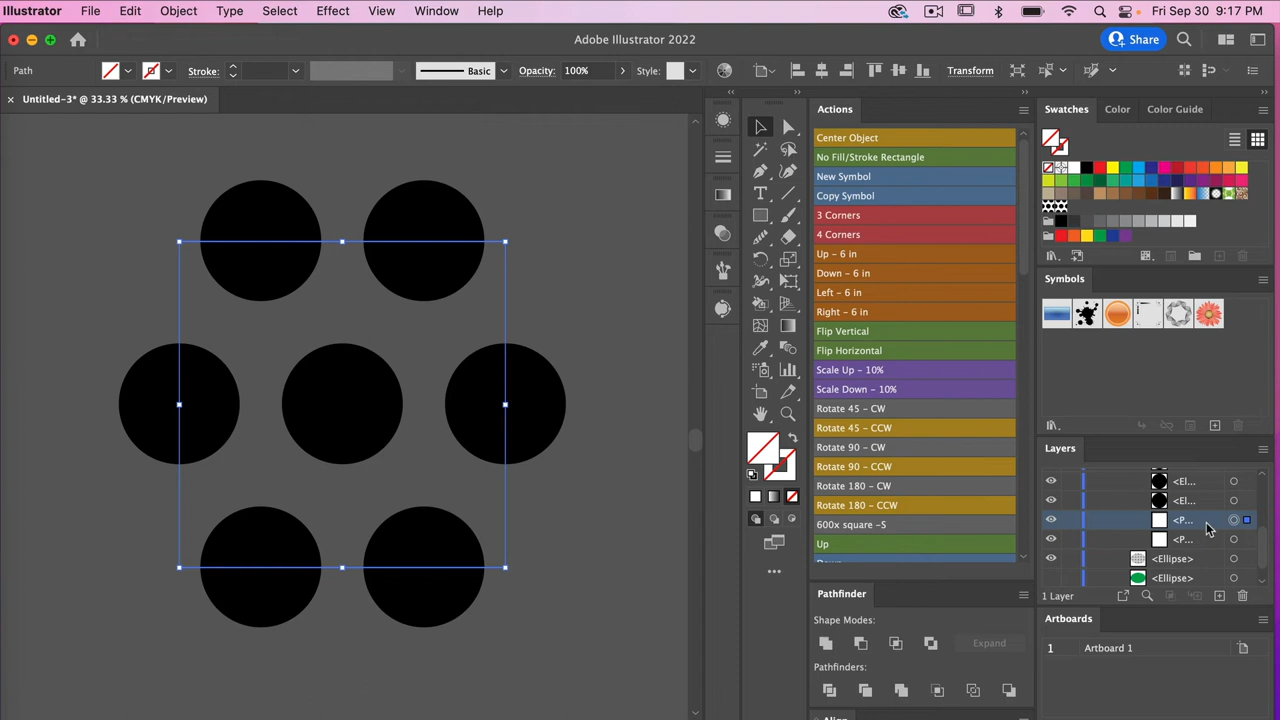 Illustrator File Edit Object Type Select Effect View Window Help Fri Sep 30 9:17 PM
Adobe Illustrator 2022 Share
Path Stroke: Basic Opacity: 100% Style: Transform
× Untitled-3* @ 33.33 % (CMYK/Preview)
Actions
Center Object
No Fill/Stroke Rectangle
New Symbol
Copy Symbol
3 Corners
4 Corners
Up - 6 in
Down - 6 in
Left - 6 in
Right - 6 in
Flip Vertical
Flip Horizontal
Scale Up - 10%
Scale Down - 10%
Rotate 45 - CW
Rotate 45 - CCW
Rotate 90 - CW
Rotate 90 - CCW
Rotate 180 - CW
Rotate 180 - CCW
600x square -S
Up
Pathfinder
Shape Modes:
Expand
Pathfinders:
Swatches Color Color Guide
Symbols
Layers
<El...
<El...
<P...
<P...
<Ellipse>
<Ellipse>
1 Layer
Artboards
1 Artboard 1